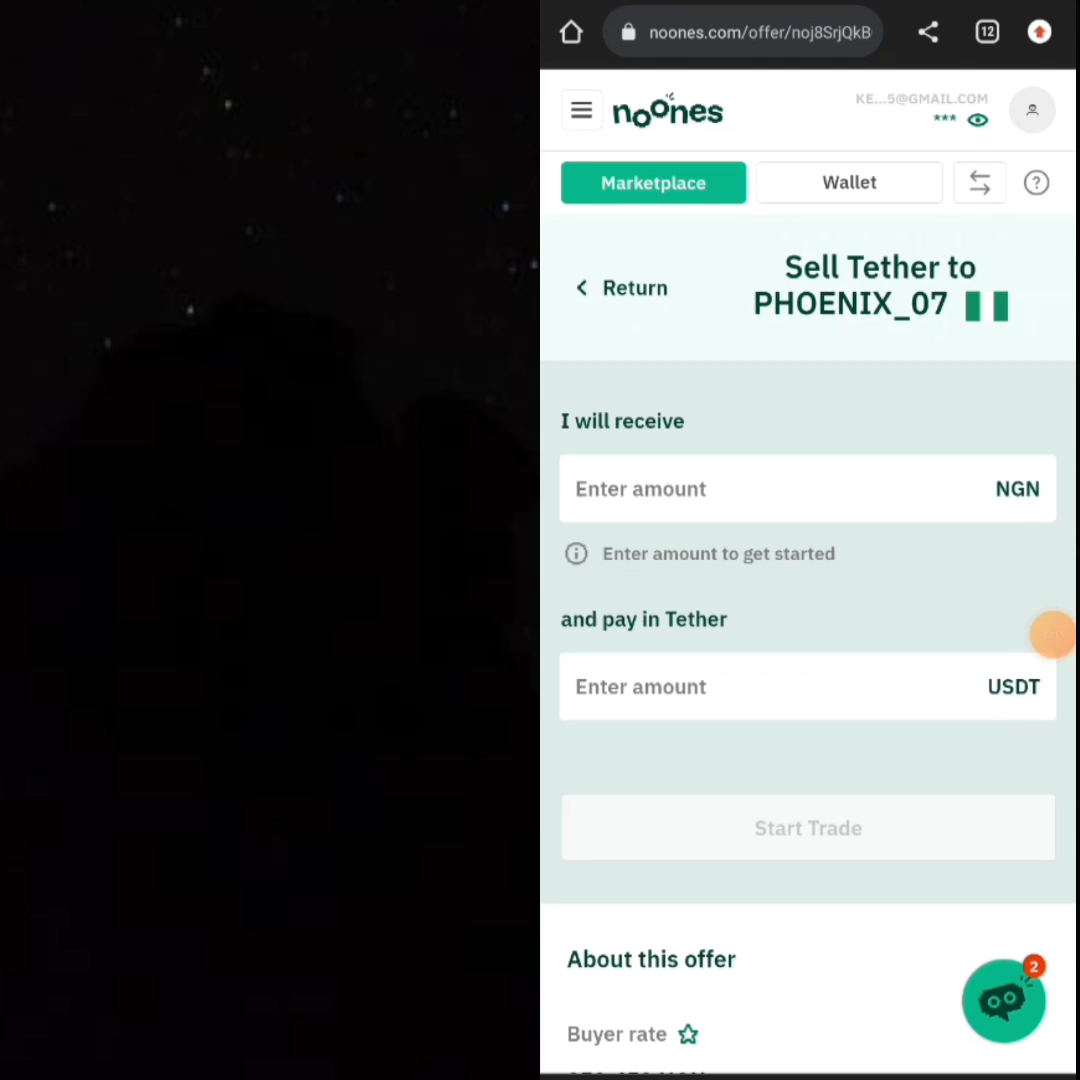 noones.com/offer/noj8SrjQkB
12
noones
KE...5@GMAIL.COM
***
Marketplace
Wallet
?
Return
Sell Tether to
PHOENIX_07
I will receive
Enter amount
NGN
Enter amount to get started
and pay in Tether
Enter amount
USDT
Start Trade
About this offer
2
Buyer rate